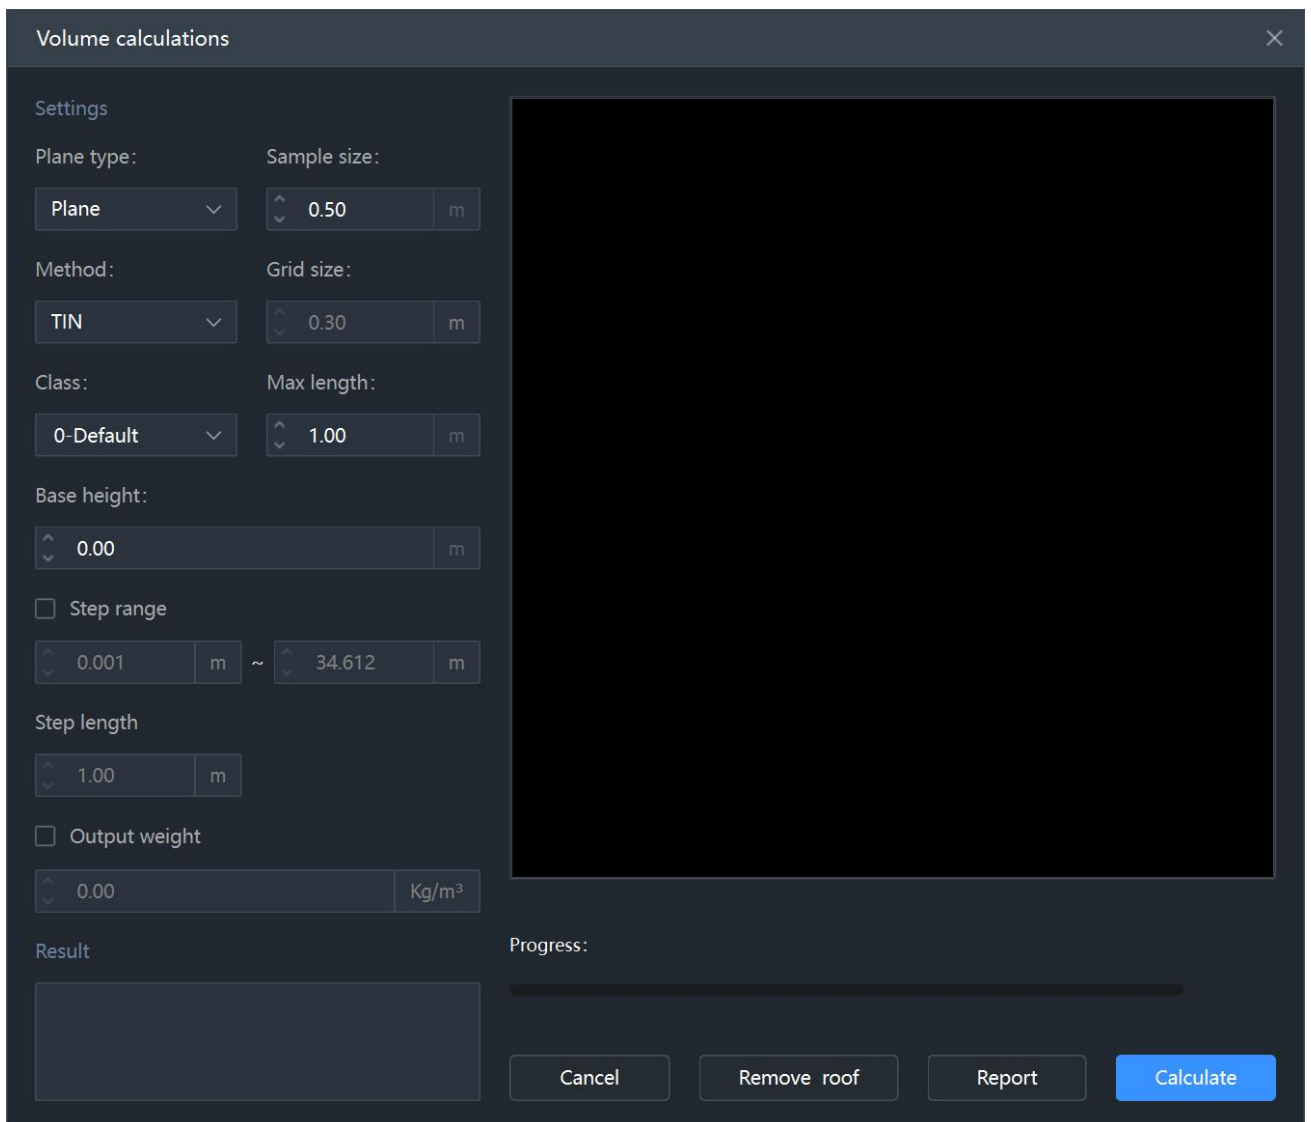 Volume calculations
Settings
Plane type:
Sample size:
Plane
0.50 m
Method:
Grid size:
TIN
0.30 m
Class:
Max length:
0-Default
1.00 m
Base height:
0.00 m
Step range
0.001 m ~ 34.612 m
Step length
1.00 m
Output weight
0.00 Kg/m³
Result
Progress:
Cancel
Remove roof
Report
Calculate